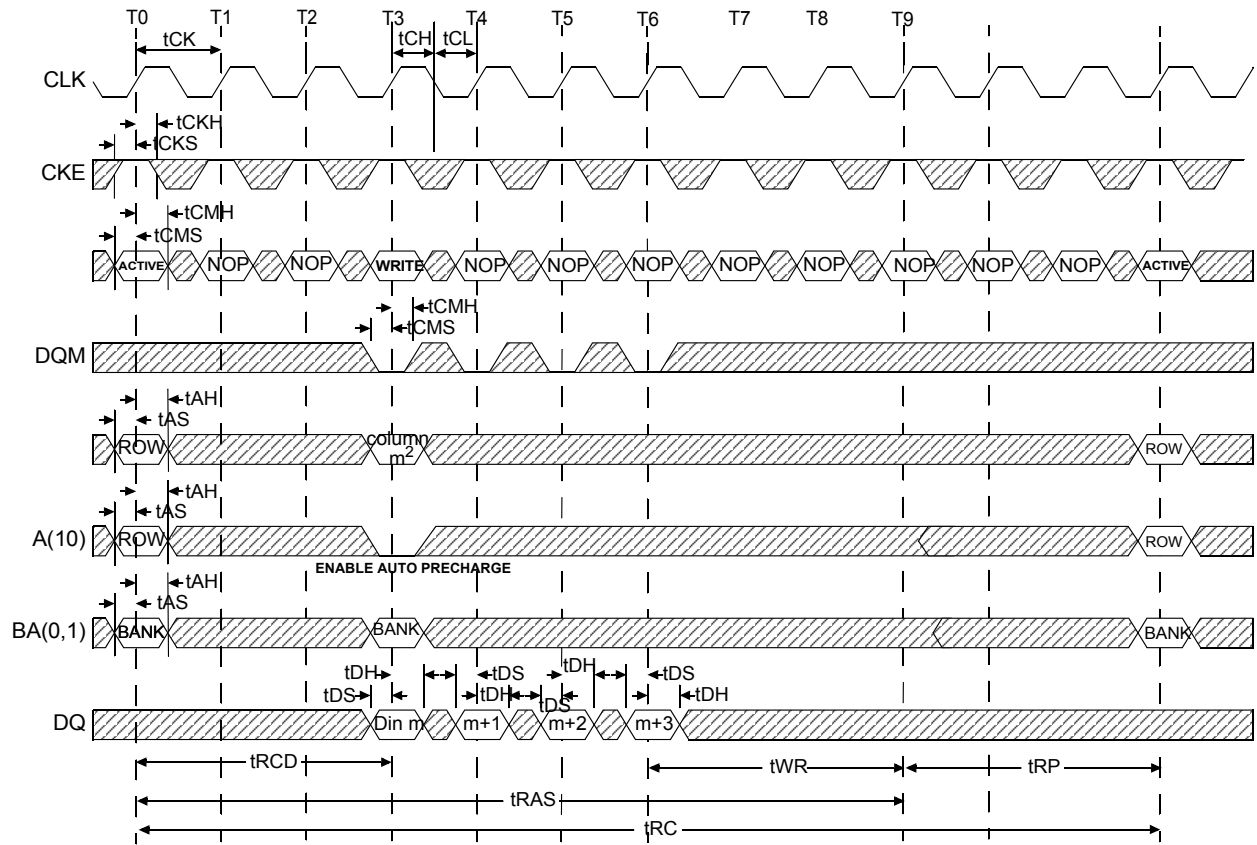 T0 T1 T2 T3 T4 T5 T6 T7 T8 T9
tCK tCH tCL
CLK
tCKH
tCKS
CKE
tCMH
tCMS
ACTIVE NOP NOP WRITE NOP NOP NOP NOP NOP NOP NOP NOP ACTIVE
tCMH
tCMS
DQM
tAH
tAS
ROW column m2 ROW
tAH
tAS
A(10) ROW ROW
ENABLE AUTO PRECHARGE
tAH
tAS
BA(0,1) BANK BANK BANK
tDH tDS tDH tDS
tDS tDH tDS tDH
DQ Din m m+1 m+2 m+3
tRCD tWR tRP
tRAS
tRC